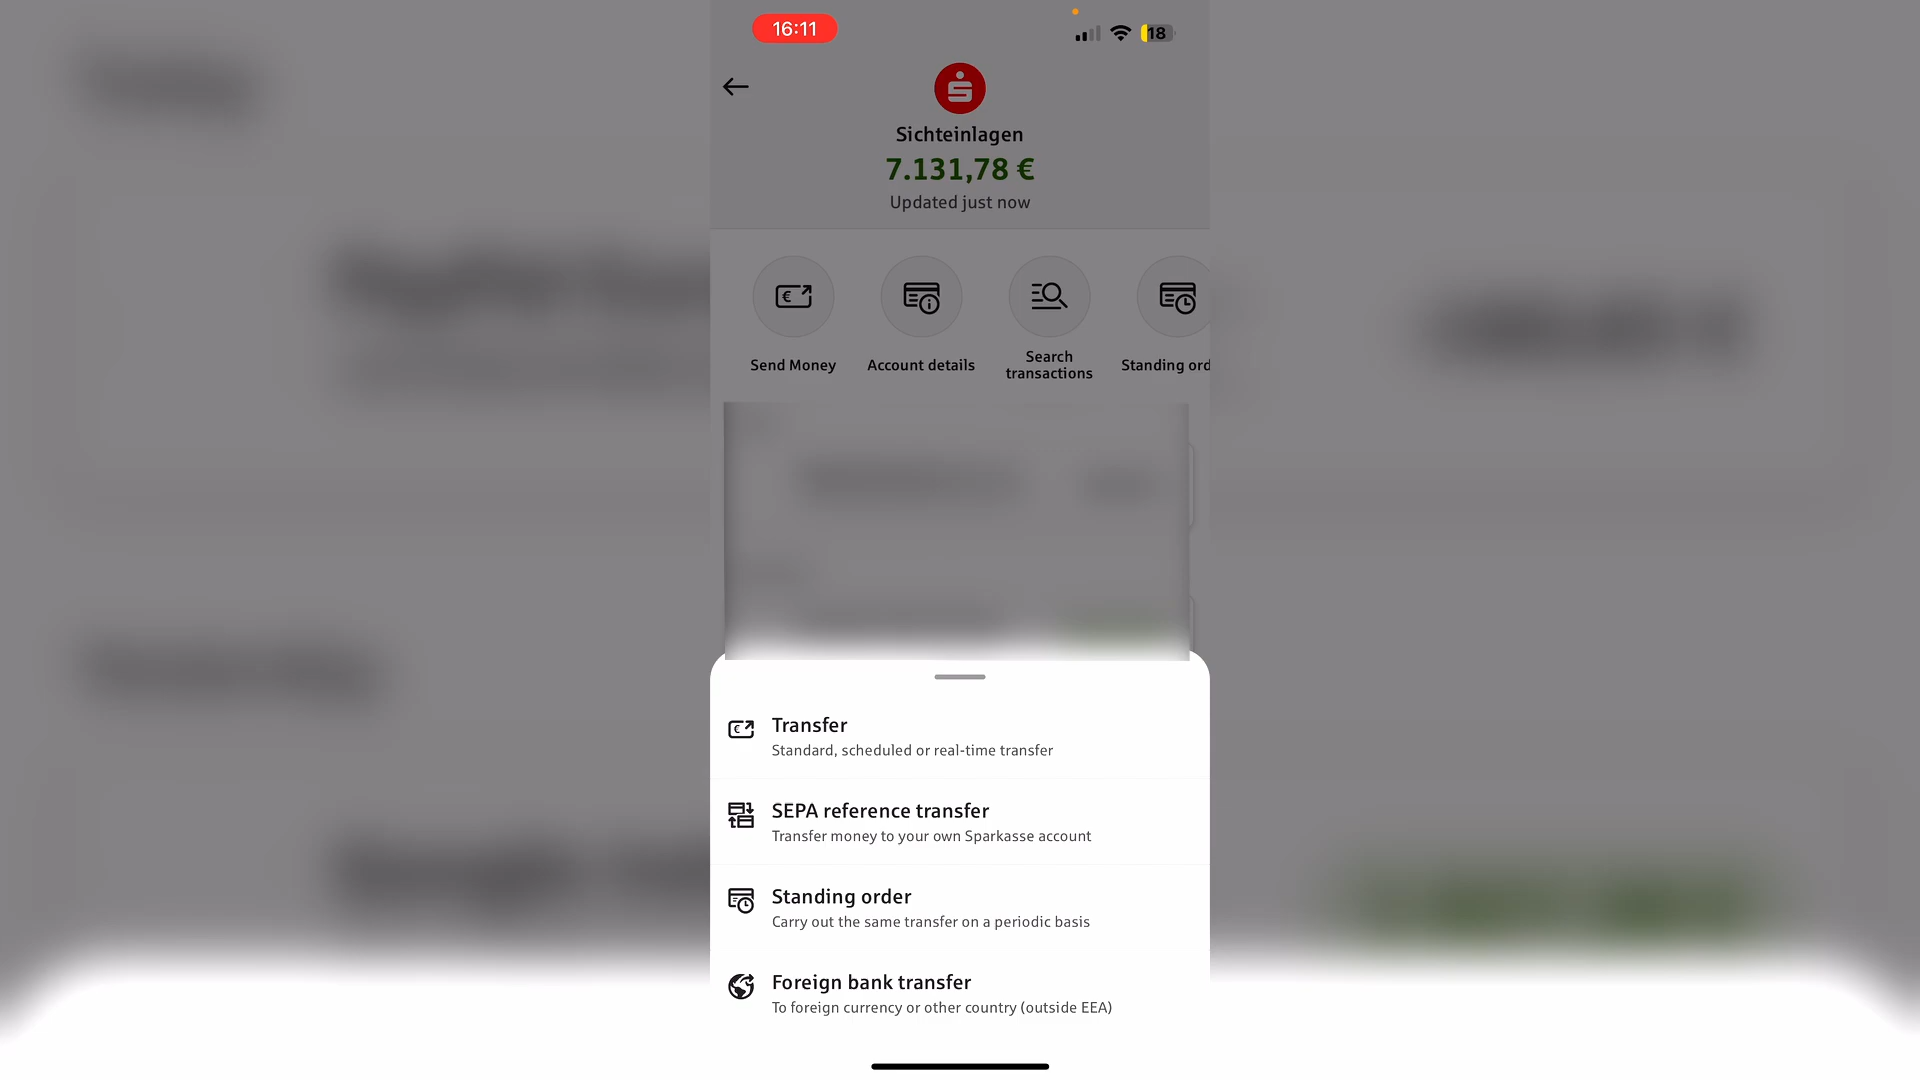 16:11
18
Sichteinlagen
7.131,78 €
Updated just now
Send Money
Account details
Search
transactions
Standing ord
Transfer
Standard, scheduled or real-time transfer
SEPA reference transfer
Transfer money to your own Sparkasse account
Standing order
Carry out the same transfer on a periodic basis
Foreign bank transfer
To foreign currency or other country (outside EEA)